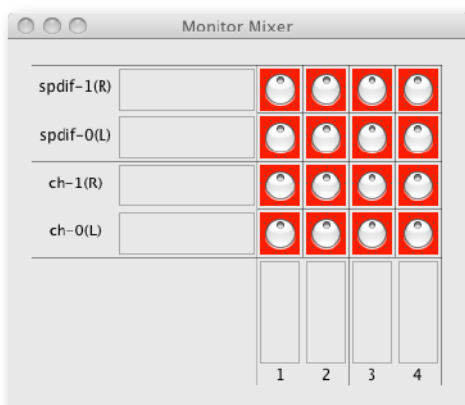 Monitor Mixer
spdif-1(R)
spdif-0(L)
ch-1(R)
ch-0(L)
1 2 3 4